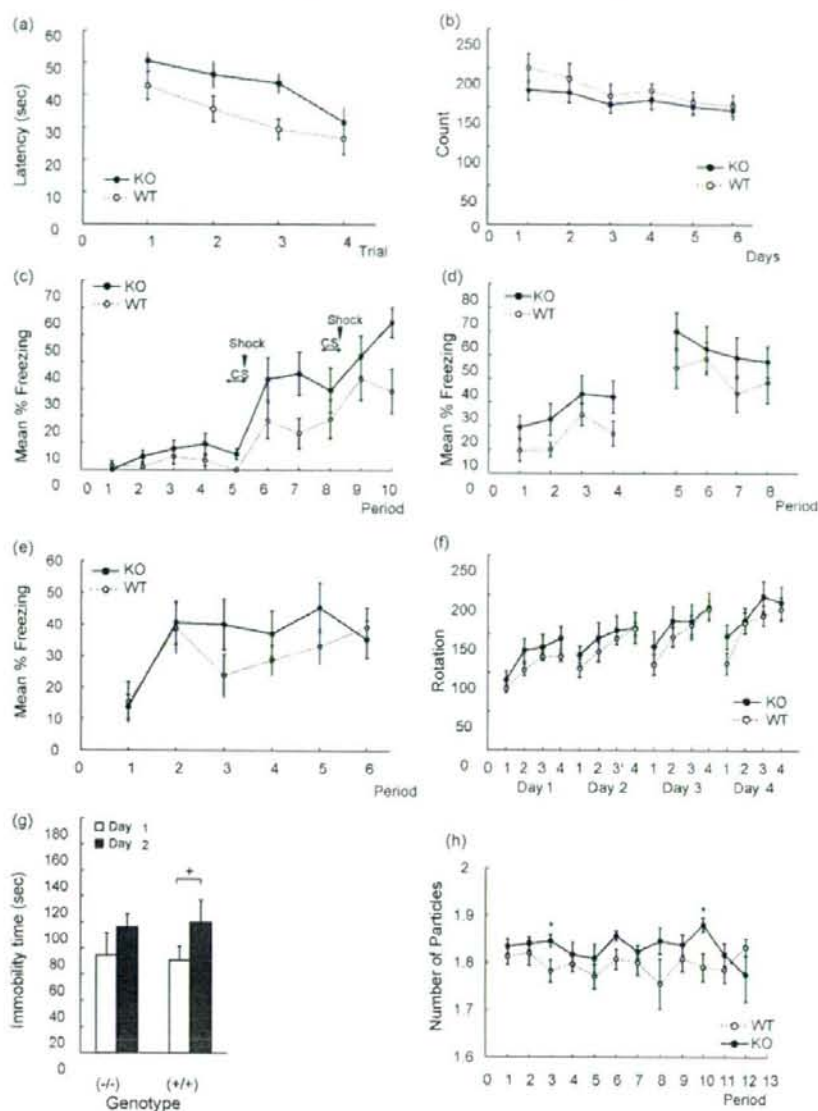 (a)
Latency (sec)
60
50
40
30
20
10
0
KO
WT
0 1 2 3 4
Trial
(b)
Count
250
200
150
100
50
0
KO
WT
0 1 2 3 4 5 6
Days
(c)
Mean % Freezing
70
60
50
40
30
20
10
0
KO
WT
Shock
CS
Shock
CS
0 1 2 3 4 5 6 7 8 9 10
Period
(d)
Mean % Freezing
80
70
60
50
40
30
20
10
0
KO
WT
0 1 2 3 4 5 6 7 8
Period
(e)
Mean % Freezing
60
50
40
30
20
10
0
KO
WT
0 1 2 3 4 5 6
Period
(f)
Rotation
250
200
150
100
50
0
KO
WT
0 1 2 3 4 1 2 3' 4 1 2 3 4 1 2 3 4
Day 1 Day 2 Day 3 Day 4
(g)
Immobility time (sec)
180
160
140
120
100
80
60
40
20
0
Day 1
Day 2
+
(-/-) (+/+)
Genotype
(h)
Number of Particles
2
1.9
1.8
1.6
* *
WT
KO
0 1 2 3 4 5 6 7 8 9 10 11 12 13
Period